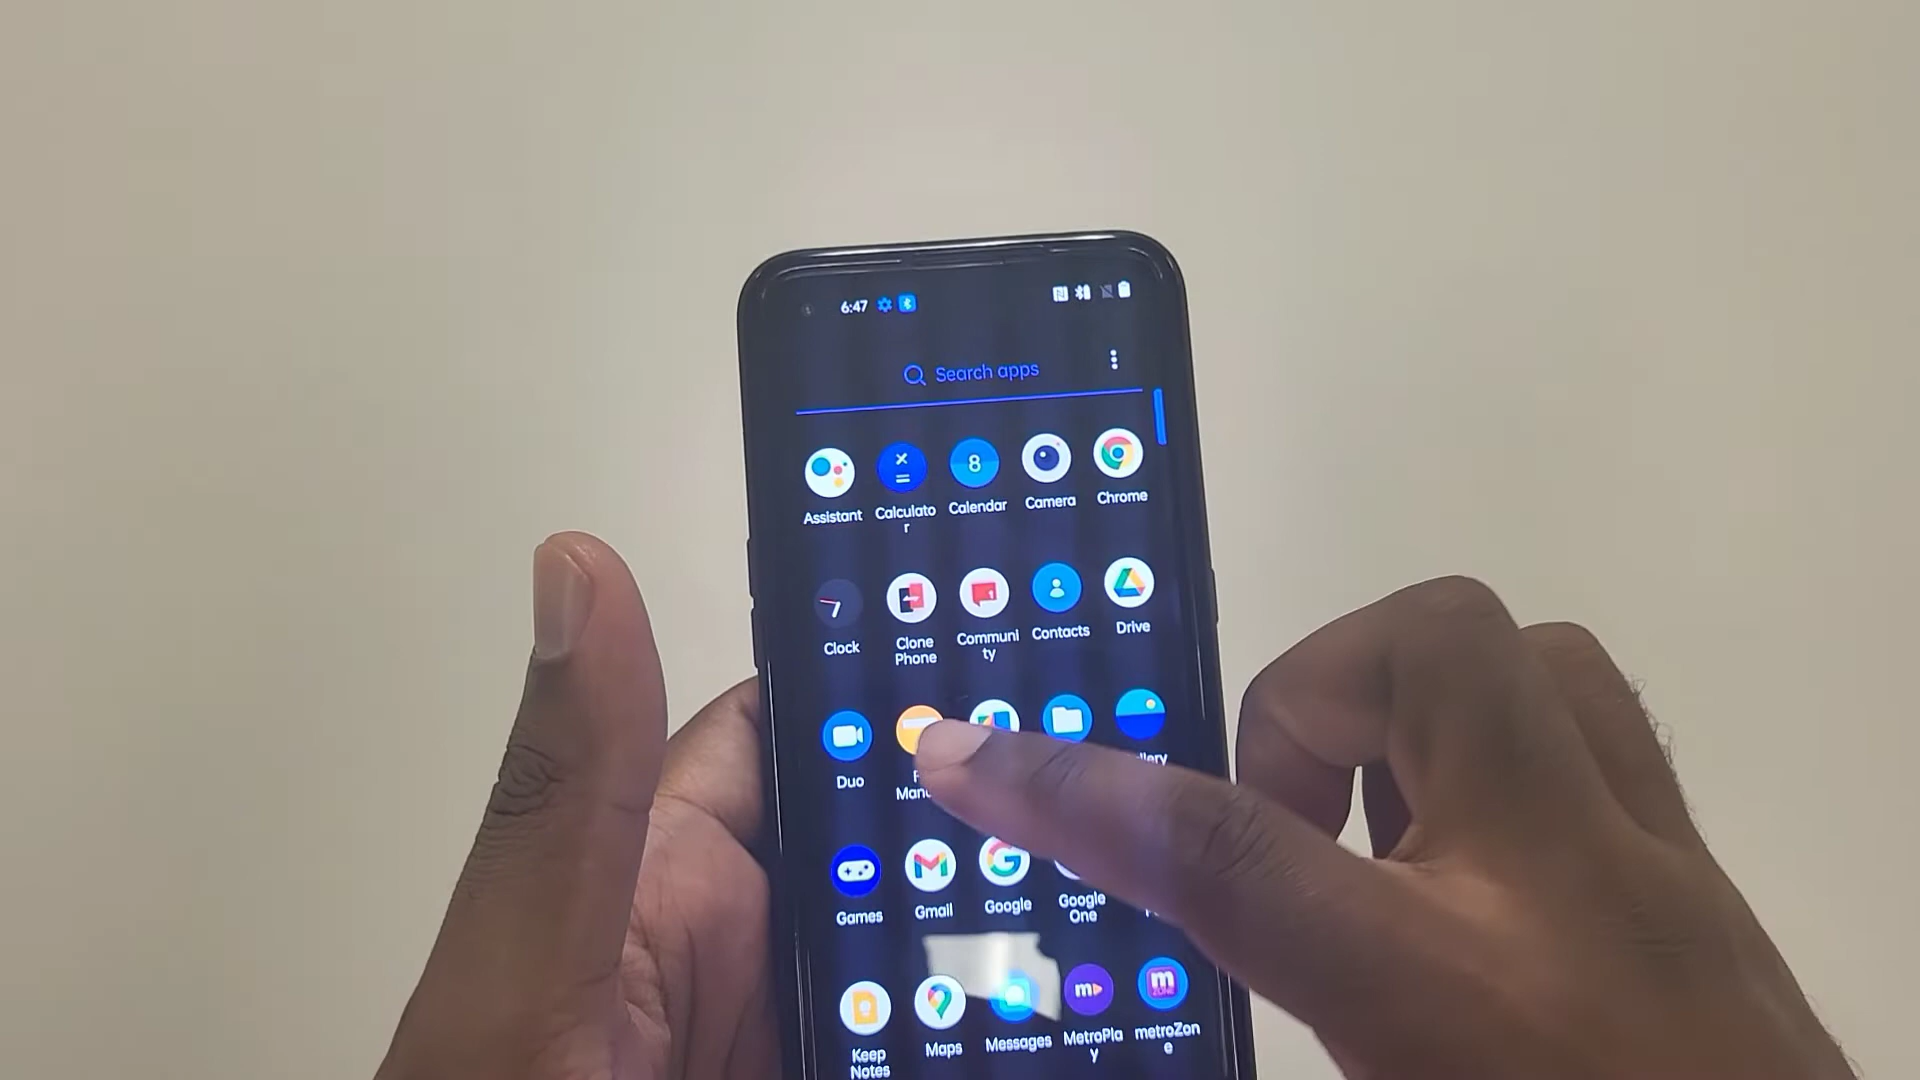 6:47
Search apps
8
Assistant
Calculato
r
Calendar
Camera
Chrome
Clock
Clone
Phone
Communi
ty
Contacts
Drive
Duo
Games
Gmail
Google
Google
One
Keep
Notes
Maps
Messages
m
MetroPla
y
m
ZONE
metroZon
e